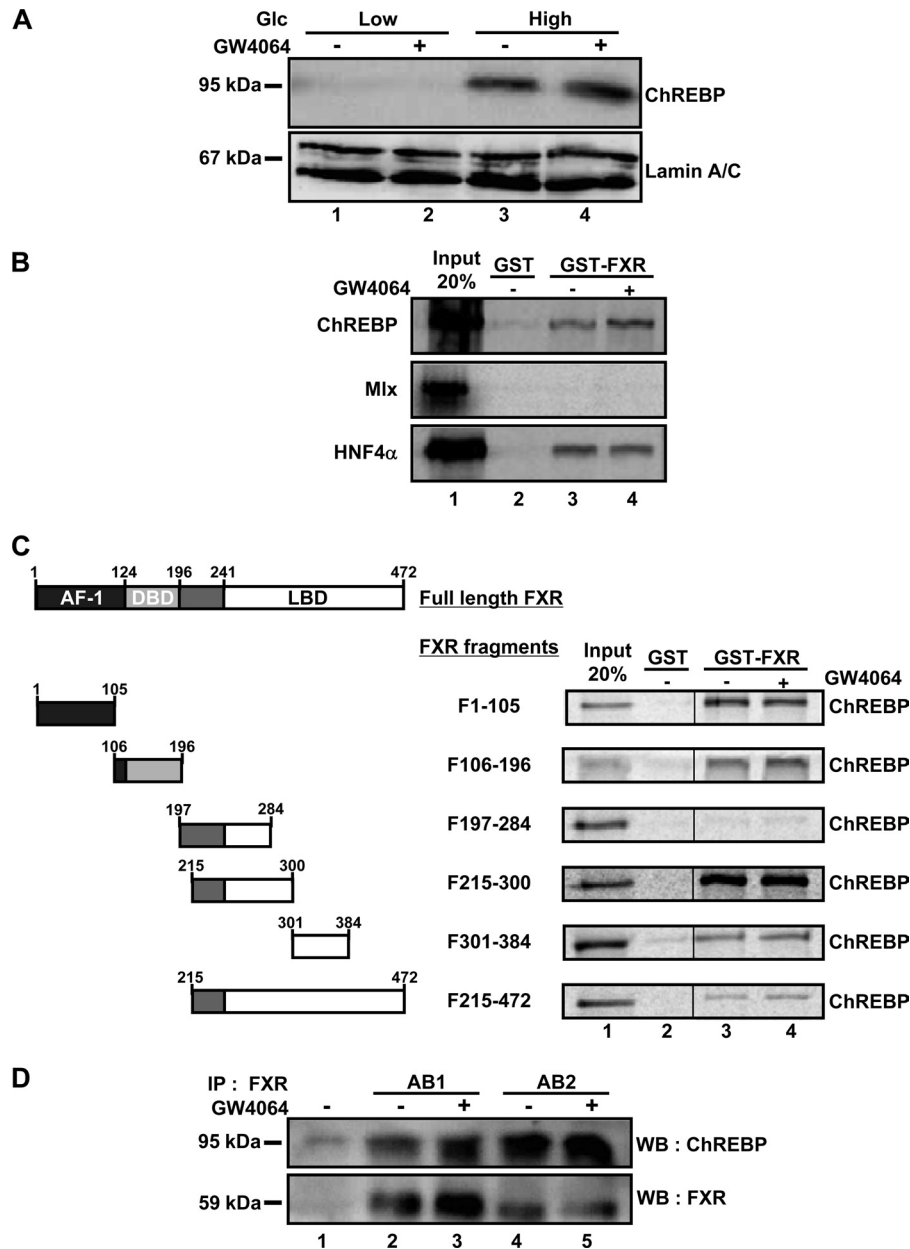 A
Glc Low High
GW4064 - + - +
95 kDa ChREBP
67 kDa Lamin A/C
1 2 3 4
B
Input GST GST-FXR
20%
GW4064 - - +
ChREBP
Mlx
HNF4α
1 2 3 4
C
1 124 196 241 472
AF-1 DBD LBD Full length FXR
FXR fragments Input GST GST-FXR
20% - - + GW4064
1 105
F1-105 ChREBP
106 196
F106-196 ChREBP
197 284
F197-284 ChREBP
215 300
F215-300 ChREBP
301 384
F301-384 ChREBP
215 472
F215-472 ChREBP
1 2 3 4
D
IP : FXR AB1 AB2
GW4064 - - + - +
95 kDa WB : ChREBP
59 kDa WB : FXR
1 2 3 4 5